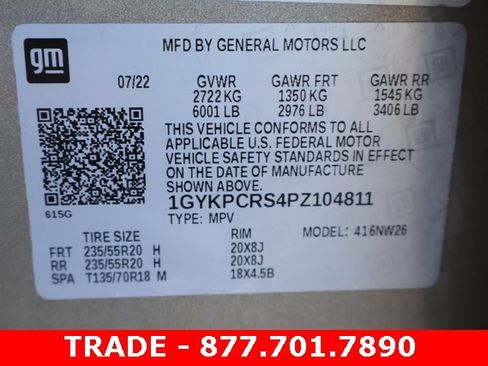 gm
MFD BY GENERAL MOTORS LLC
07/22 GVWR GAWR FRT GAWR RR
2722 KG 1350 KG 1545 KG
6001 LB 2976 LB 3406 LB
THIS VEHICLE CONFORMS TO ALL
APPLICABLE U.S. FEDERAL MOTOR
VEHICLE SAFETY STANDARDS IN EFFECT
ON THE DATE OF MANUFACTURE
SHOWN ABOVE.
615G
1GYKPCRS4PZ104811
TYPE: MPV MODEL: 416NW26
TIRE SIZE RIM
FRT 235/55R20 H 20X8J
RR 235/55R20 H 20X8J
SPA T135/70R18 M 18X4.5B
TRADE - 877.701.7890